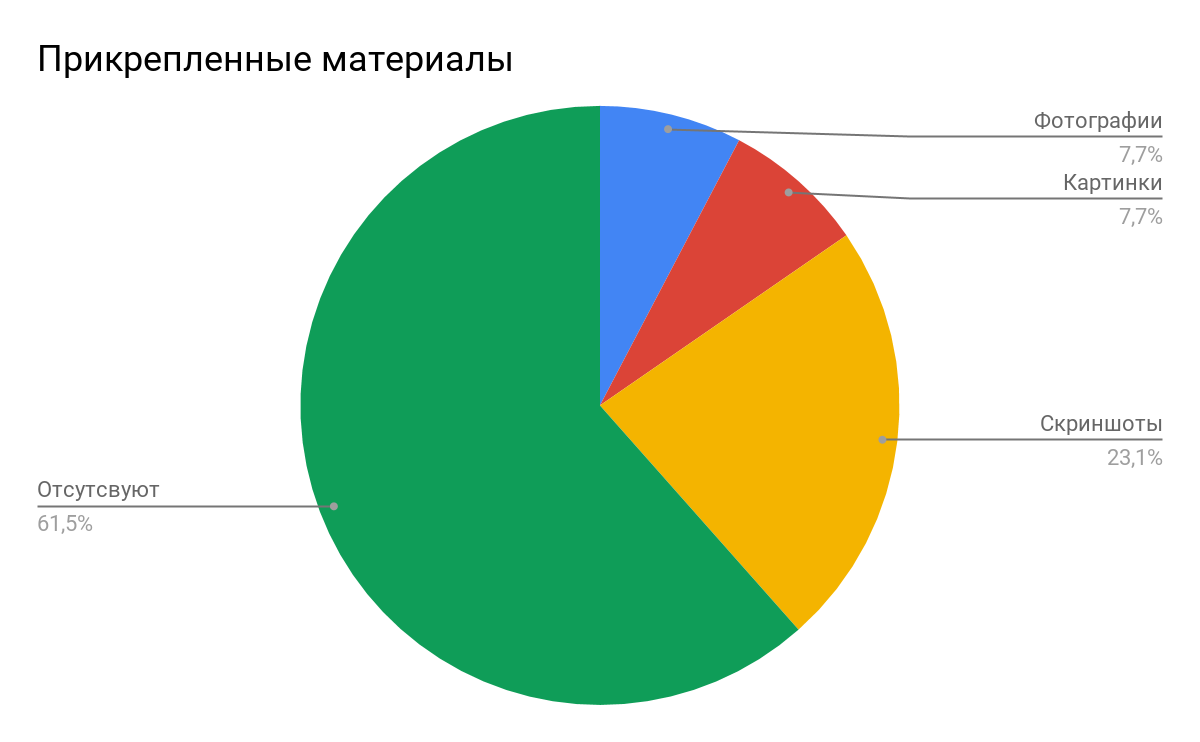 Прикрепленные материалы
Фотографии
7,7%
Картинки
7,7%
Скриншоты
23,1%
Отсутсвуют
61,5%